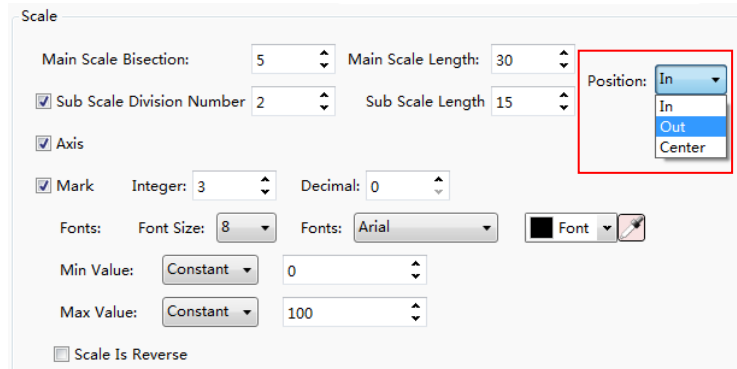 Scale
Main Scale Bisection: 5 Main Scale Length: 30 Position: In
In
Sub Scale Division Number 2 Sub Scale Length 15
Out
Center
Axis
Mark Integer: 3 Decimal: 0
Fonts: Font Size: 8 Fonts: Arial Font
Min Value: Constant 0
Max Value: Constant 100
Scale Is Reverse